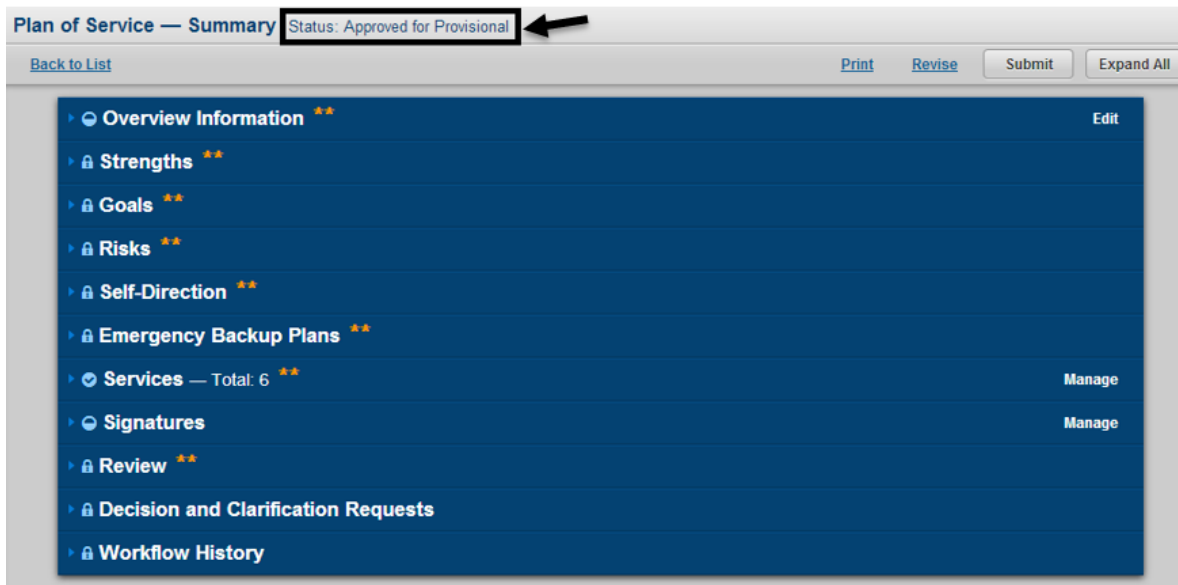 Plan of Service — Summary Status: Approved for Provisional
Back to List Print Revise Submit Expand All
Overview Information ** Edit
Strengths **
Goals **
Risks **
Self-Direction **
Emergency Backup Plans **
Services — Total: 6 ** Manage
Signatures Manage
Review **
Decision and Clarification Requests
Workflow History